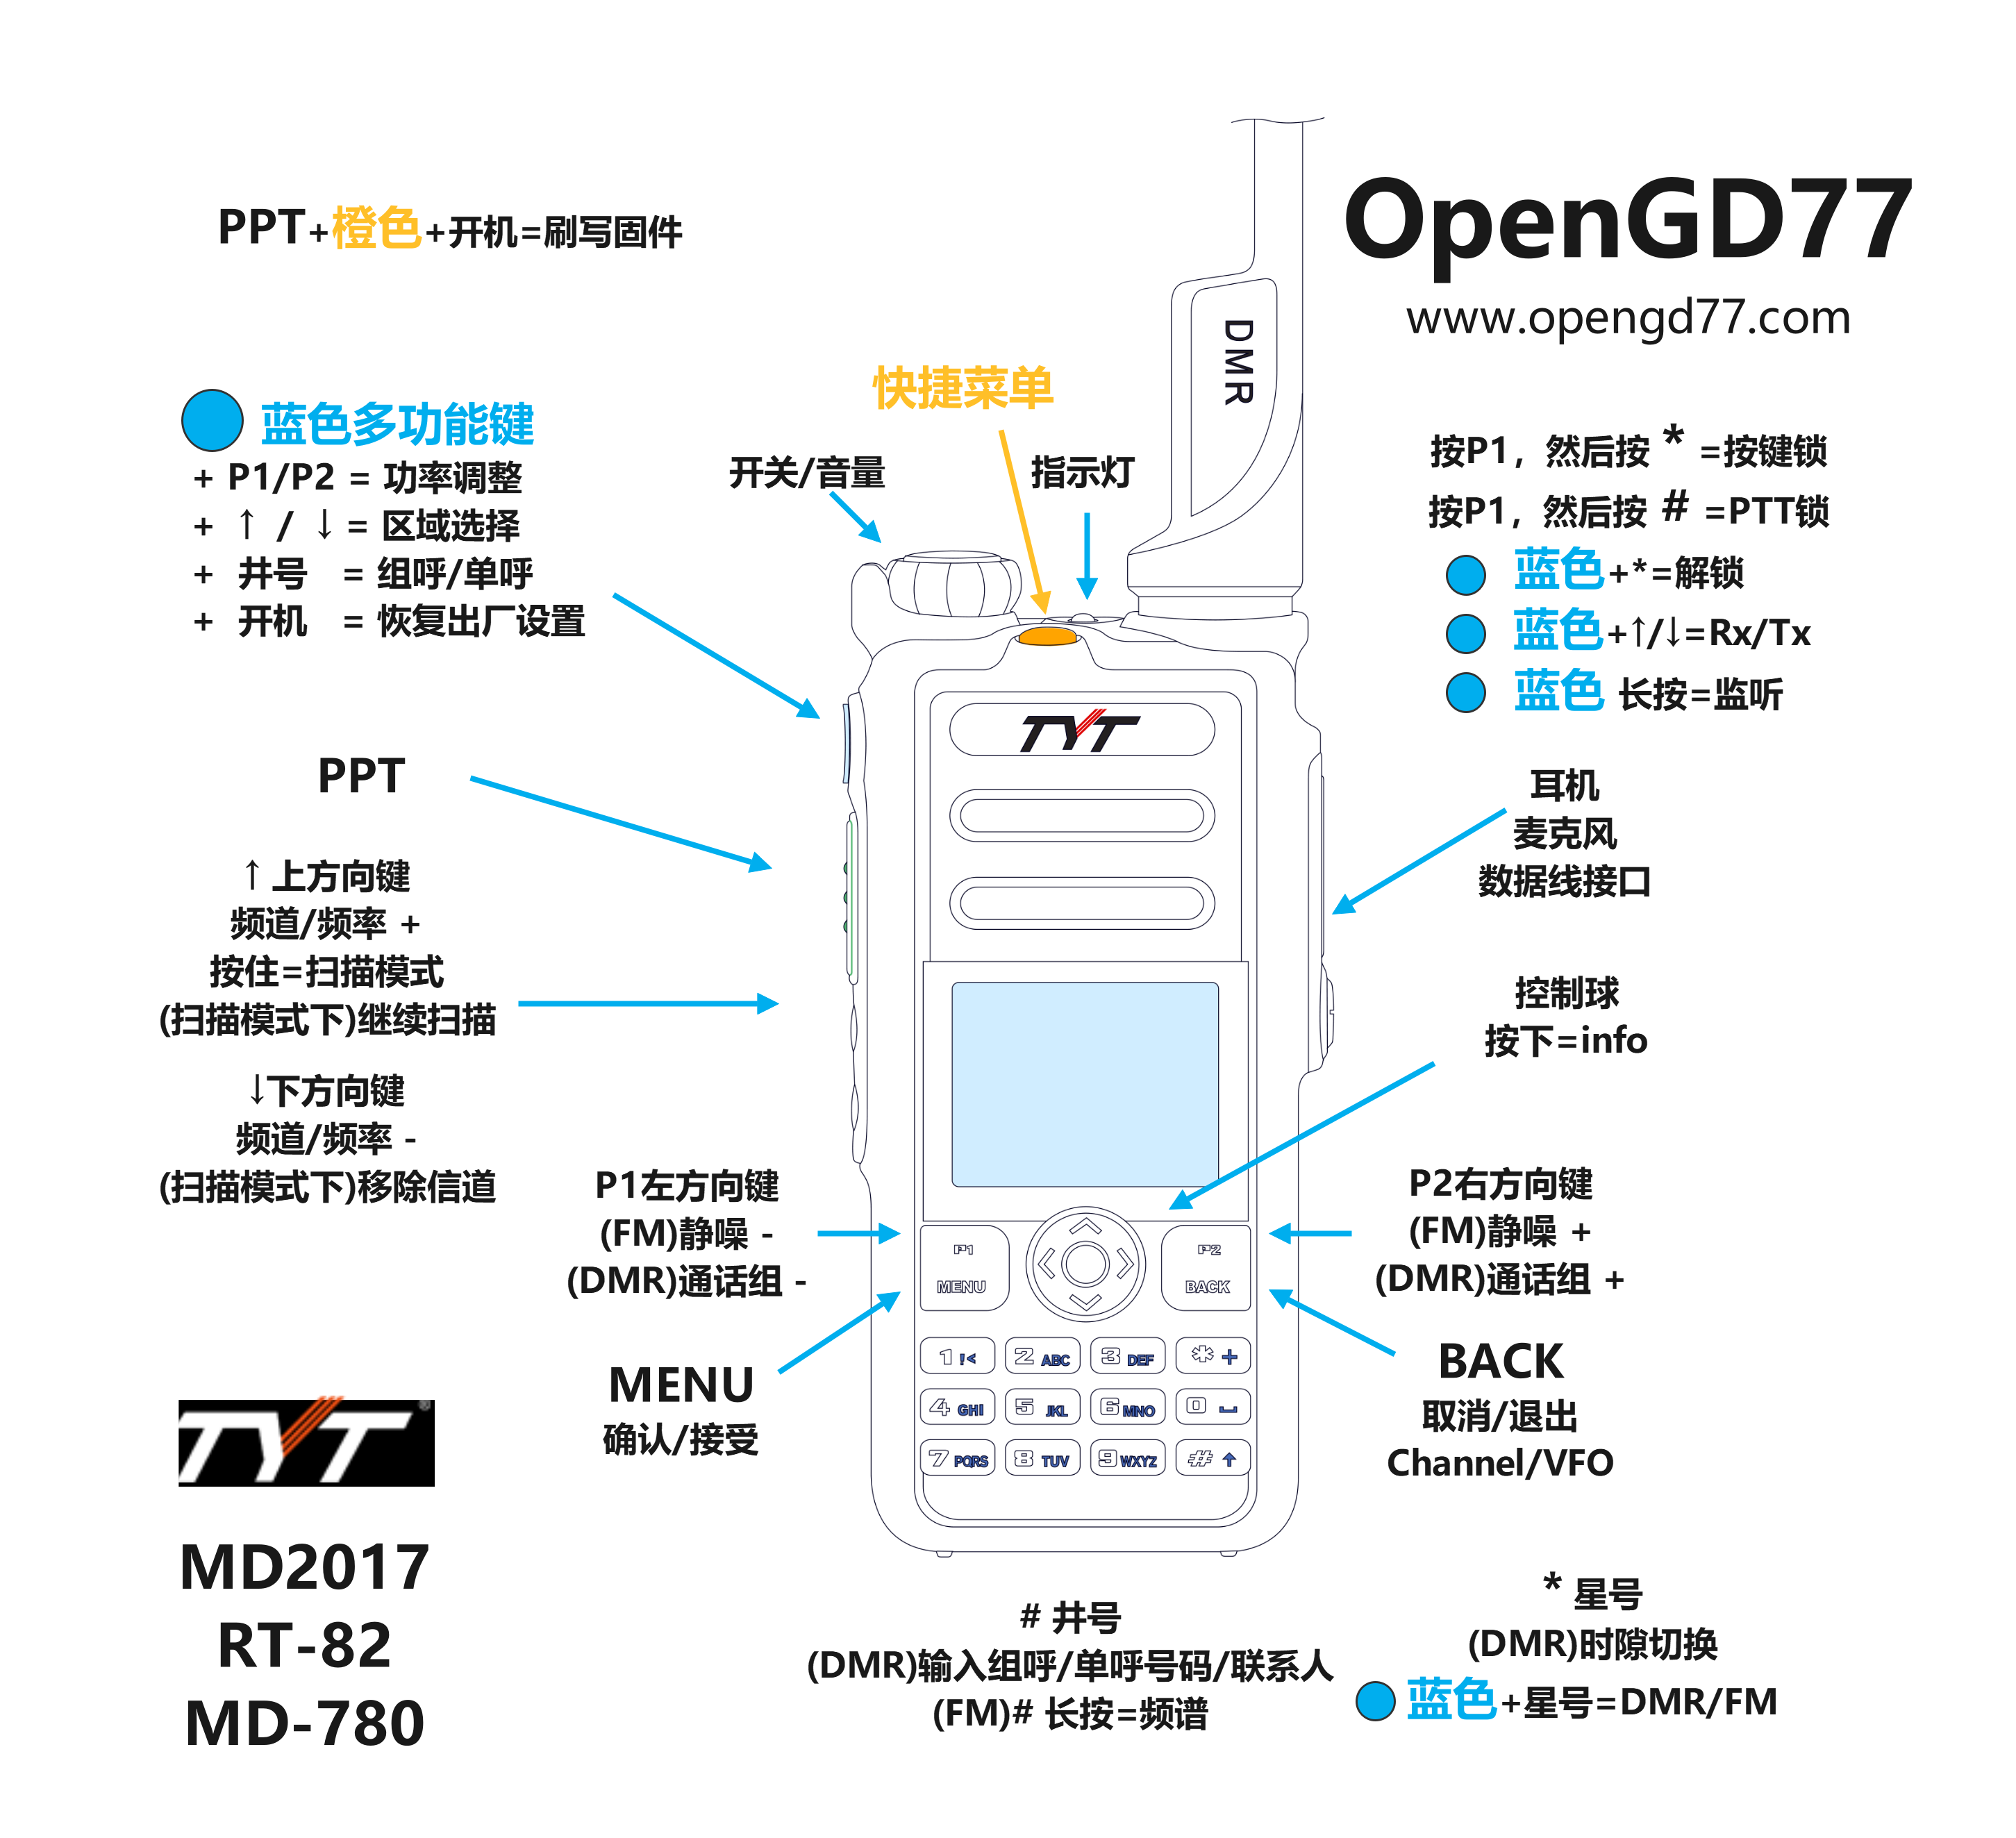 PPT+橙色+开机=刷写固件
OpenGD77
www.opengd77.com
DMR
快捷菜单
开关/音量
指示灯
蓝色多功能键
+ P1/P2 = 功率调整
+ ↑ / ↓ = 区域选择
+ 井号 = 组呼/单呼
+ 开机 = 恢复出厂设置
按P1，然后按 * =按键锁
按P1，然后按 # =PTT锁
蓝色+*=解锁
蓝色+↑/↓=Rx/Tx
蓝色 长按=监听
TYT
PPT
耳机
麦克风
数据线接口
↑上方向键
频道/频率 +
按住=扫描模式
(扫描模式下)继续扫描
↓下方向键
频道/频率 -
(扫描模式下)移除信道
控制球
按下=info
P1左方向键
(FM)静噪 -
(DMR)通话组 -
P2右方向键
(FM)静噪 +
(DMR)通话组 +
P1
MENU
P2
BACK
MENU
确认/接受
BACK
取消/退出
Channel/VFO
1 !<
2 ABC
3 DEF
* +
4 GHI
5 JKL
6 MNO
0 ⎵
7 PQRS
8 TUV
9 WXYZ
# ↑
TYT ®
MD2017
RT-82
MD-780
# 井号
(DMR)输入组呼/单呼号码/联系人
(FM)# 长按=频谱
* 星号
(DMR)时隙切换
蓝色+星号=DMR/FM